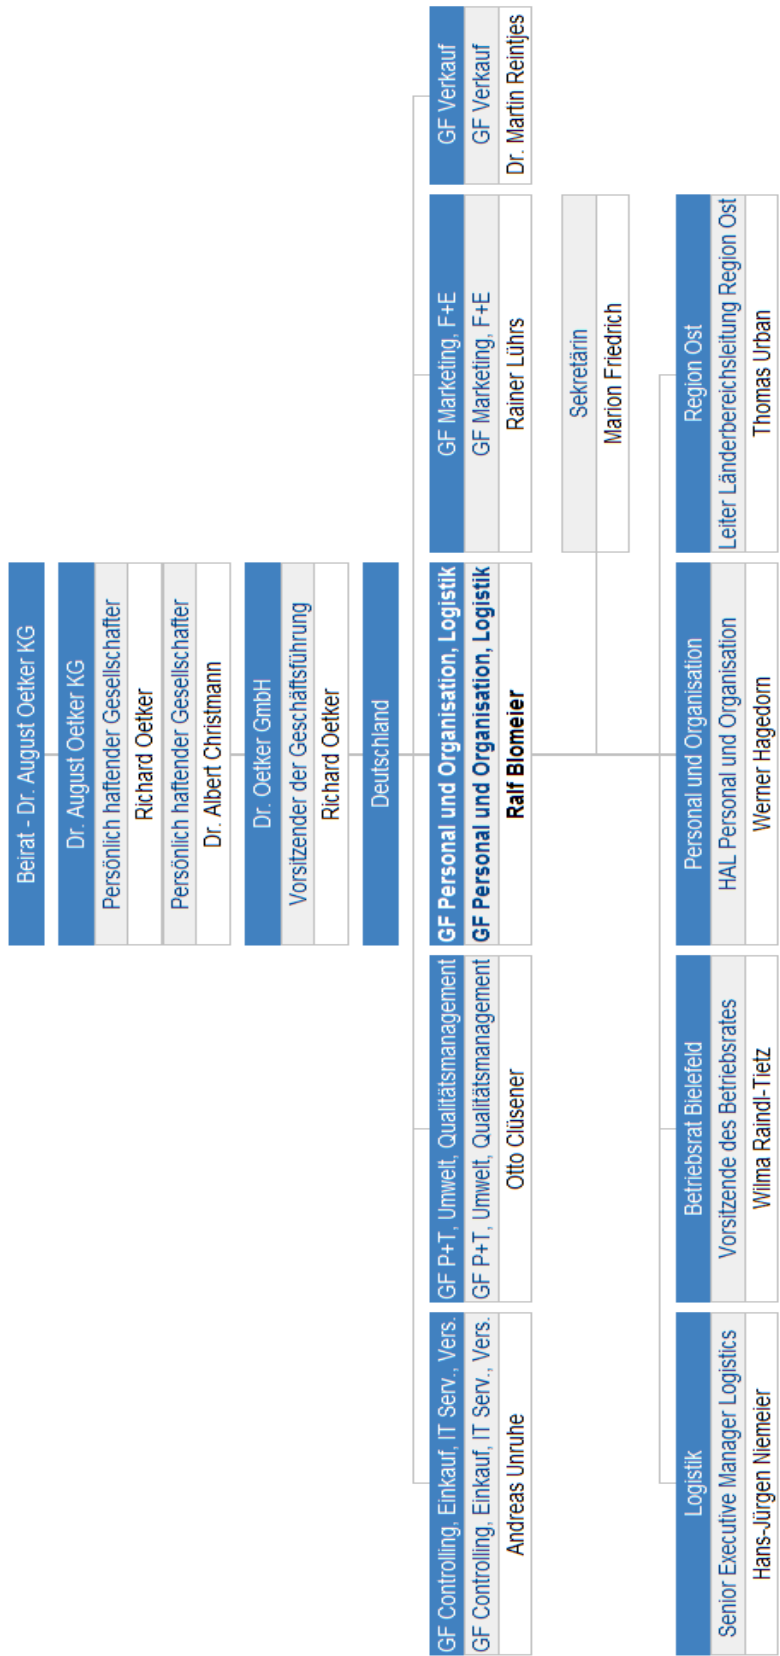 Beirat - Dr. August Oetker KG
Dr. August Oetker KG
Persönlich haftender Gesellschafter
Richard Oetker
Persönlich haftender Gesellschafter
Dr. Albert Christmann
Dr. Oetker GmbH
Vorsitzender der Geschäftsführung
Richard Oetker
Deutschland
GF Controlling, Einkauf, IT Serv., Vers.
GF Controlling, Einkauf, IT Serv., Vers.
Andreas Unruhe
GF P+T, Umwelt, Qualitätsmanagement
GF P+T, Umwelt, Qualitätsmanagement
Otto Clüsener
GF Personal und Organisation, Logistik
GF Personal und Organisation, Logistik
Ralf Blomeier
GF Marketing, F+E
GF Marketing, F+E
Rainer Lührs
GF Verkauf
GF Verkauf
Dr. Martin Reintjes
Sekretärin
Marion Friedrich
Logistik
Senior Executive Manager Logistics
Hans-Jürgen Niemeier
Betriebsrat Bielefeld
Vorsitzende des Betriebsrates
Wilma Raindl-Tietz
Personal und Organisation
HAL Personal und Organisation
Werner Hagedorn
Region Ost
Leiter Länderbereichsleitung Region Ost
Thomas Urban